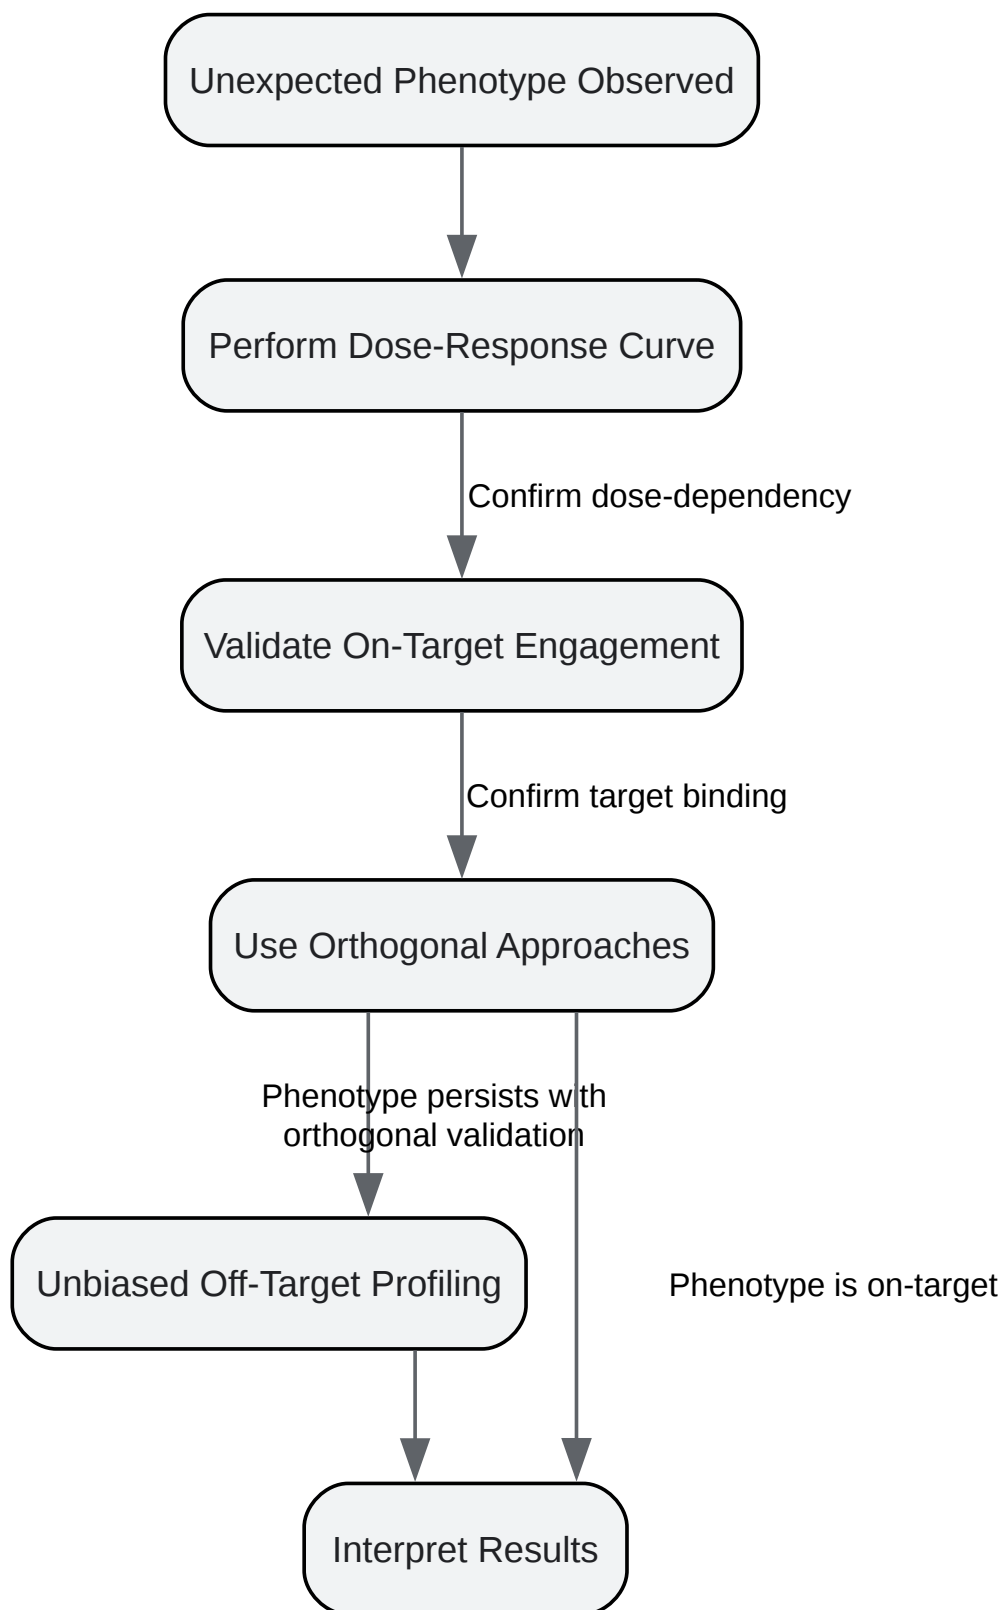 Unexpected Phenotype Observed
Perform Dose-Response Curve
Confirm dose-dependency
Validate On-Target Engagement
Confirm target binding
Use Orthogonal Approaches
Phenotype persists with
orthogonal validation
Unbiased Off-Target Profiling
Phenotype is on-target
Interpret Results